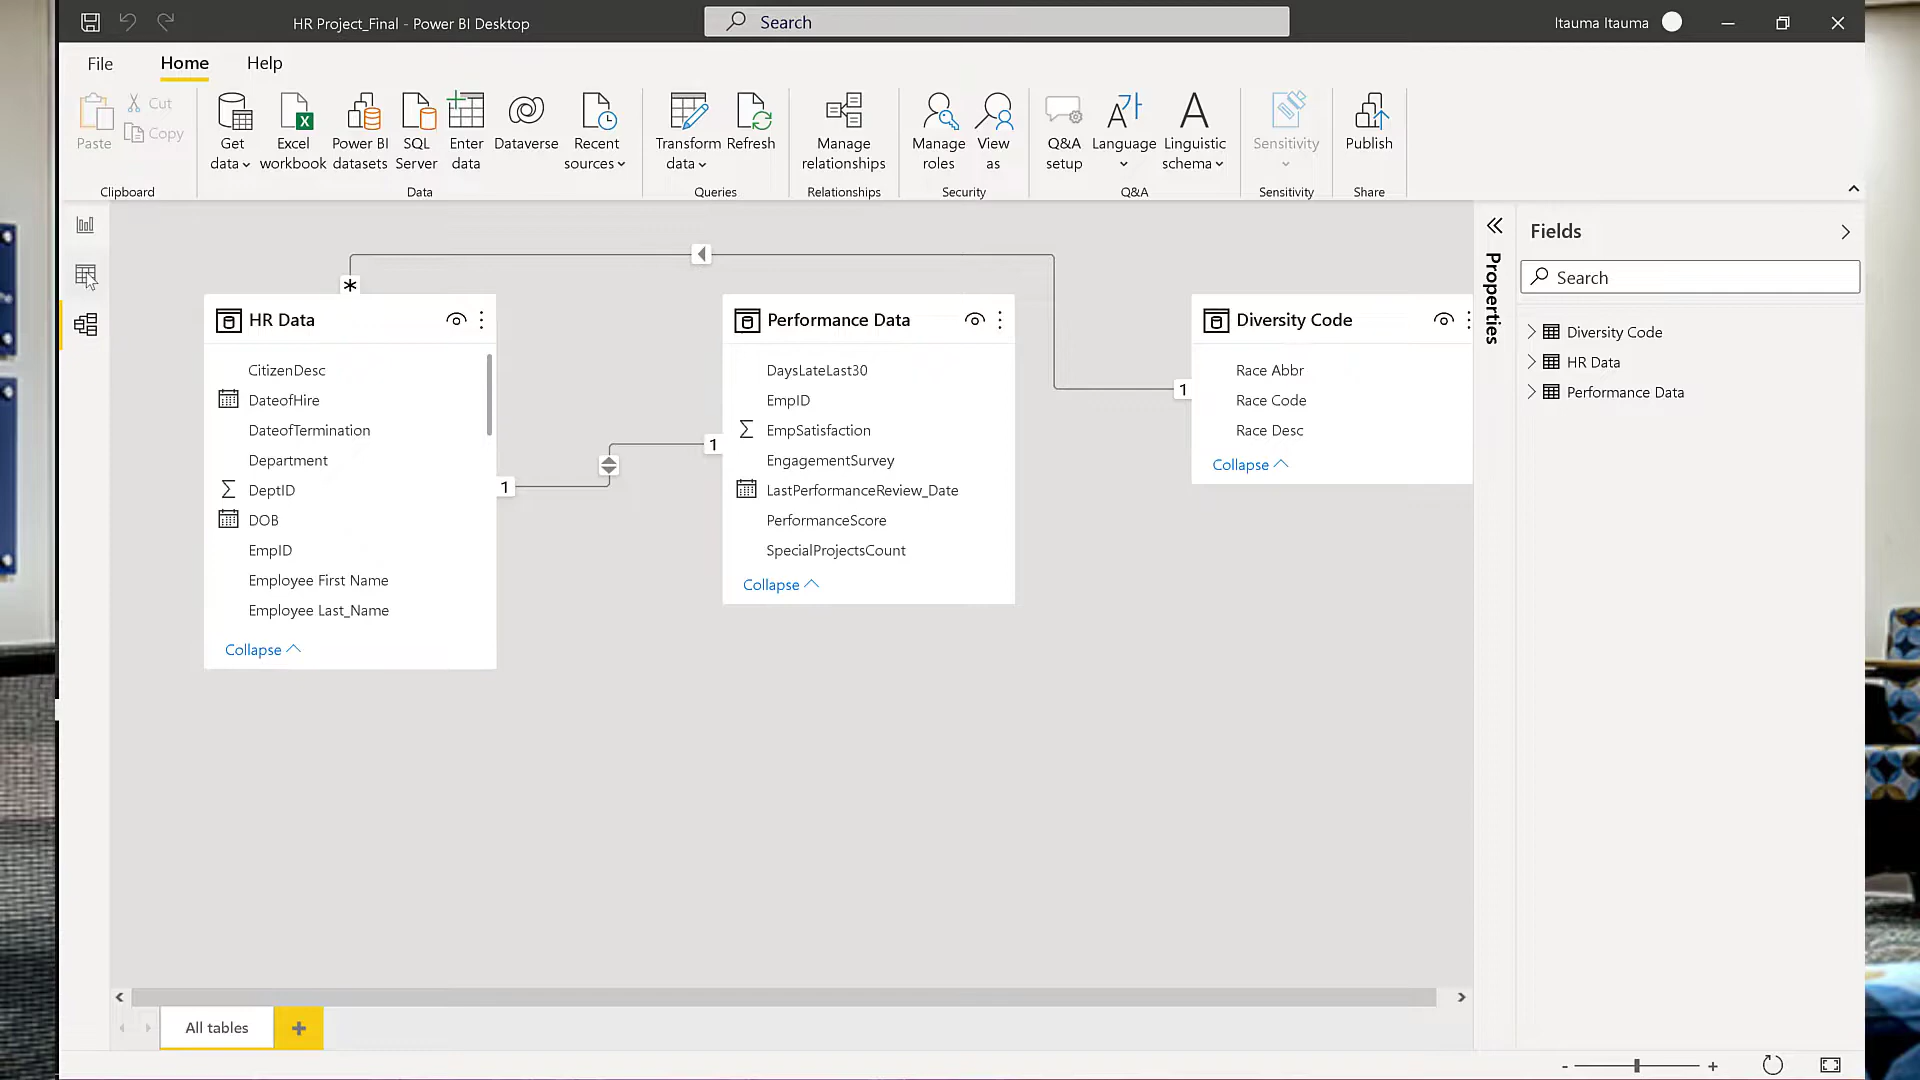 HR Project_Final - Power BI Desktop
Search
Itauma Itauma
File
Home
Help
Paste
Cut
Copy
Get data
Excel workbook
Power BI datasets
SQL Server
Enter data
Dataverse
Recent sources
Transform data
Refresh
Manage relationships
Manage roles
View as
Q&A setup
Language
Linguistic schema
Sensitivity
Publish
Clipboard
Data
Queries
Relationships
Security
Q&A
Sensitivity
Share
HR Data
CitizenDesc
DateofHire
DateofTermination
Department
DeptID
DOB
EmpID
Employee First Name
Employee Last_Name
Collapse
*
1
1
Performance Data
DaysLateLast30
EmpID
EmpSatisfaction
EngagementSurvey
LastPerformanceReview_Date
PerformanceScore
SpecialProjectsCount
Collapse
1
Diversity Code
Race Abbr
Race Code
Race Desc
Collapse
Properties
Fields
Search
Diversity Code
HR Data
Performance Data
All tables